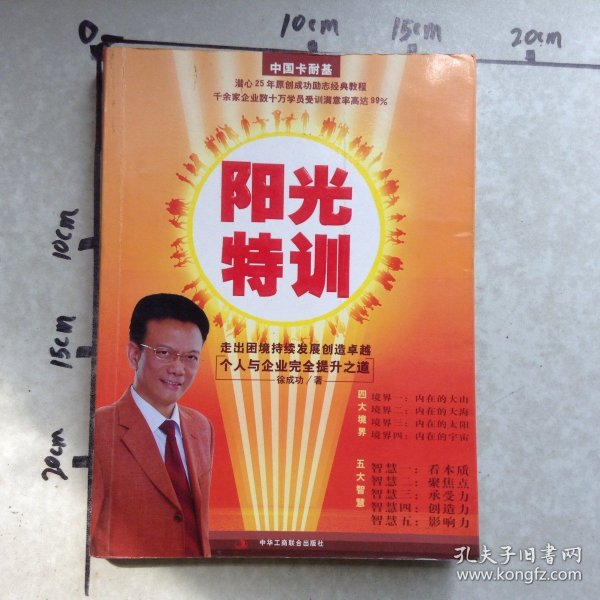 0
10cm
15cm
20cm
10cm
15cm
20cm
中国卡耐基
潜心25年原创成功励志经典教程
千余家企业数十万学员受训满意率高达99%
阳光
特训
走出困境持续发展创造卓越
个人与企业完全提升之道
徐成功/著
四大境界
境界一：内在的大山
境界二：内在的大海
境界三：内在的太阳
境界四：内在的宇宙
五大智慧
智慧一：看本质
智慧二：聚焦点
智慧三：承受力
智慧四：创造力
智慧五：影响力
中华工商联合出版社
孔夫子旧书网
www.kongfz.com